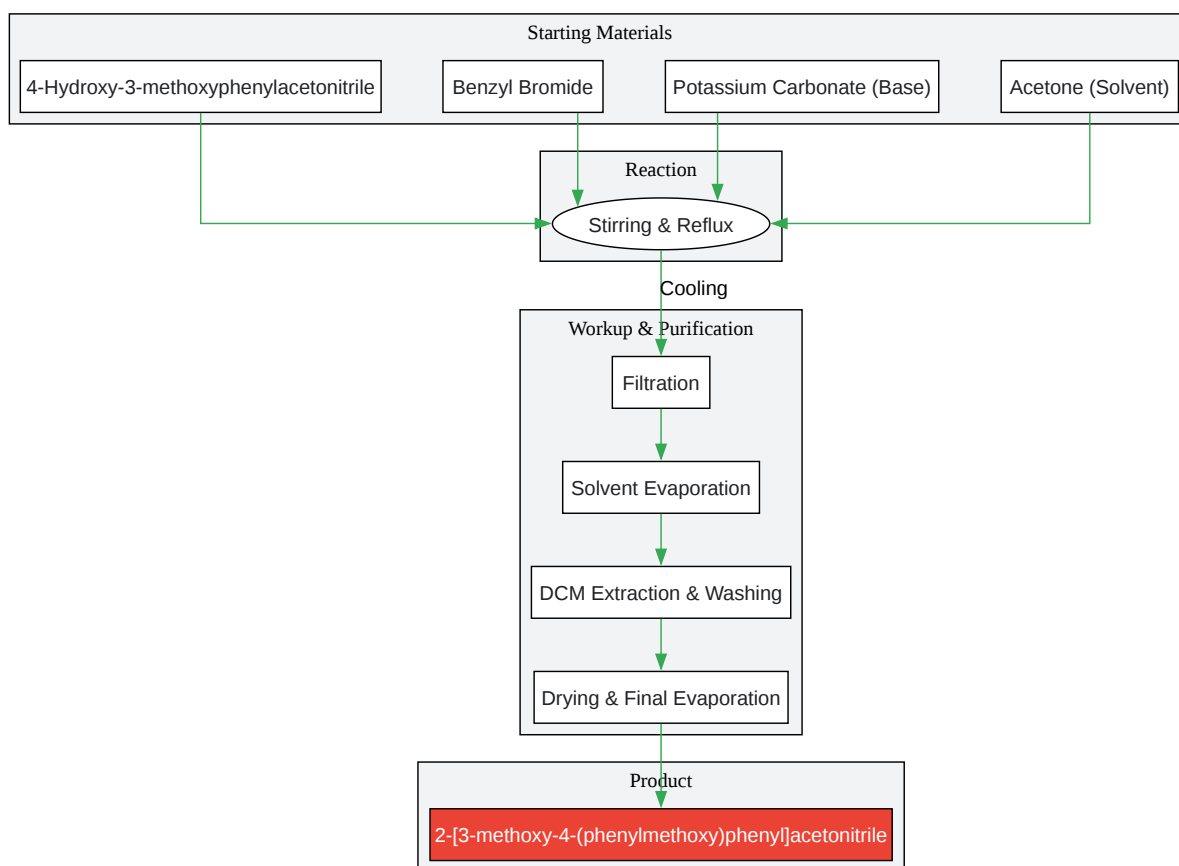 Starting Materials
4-Hydroxy-3-methoxyphenylacetonitrile
Benzyl Bromide
Potassium Carbonate (Base)
Acetone (Solvent)
Reaction
Stirring & Reflux
Cooling
Workup & Purification
Filtration
Solvent Evaporation
DCM Extraction & Washing
Drying & Final Evaporation
Product
2-[3-methoxy-4-(phenylmethoxy)phenyl]acetonitrile